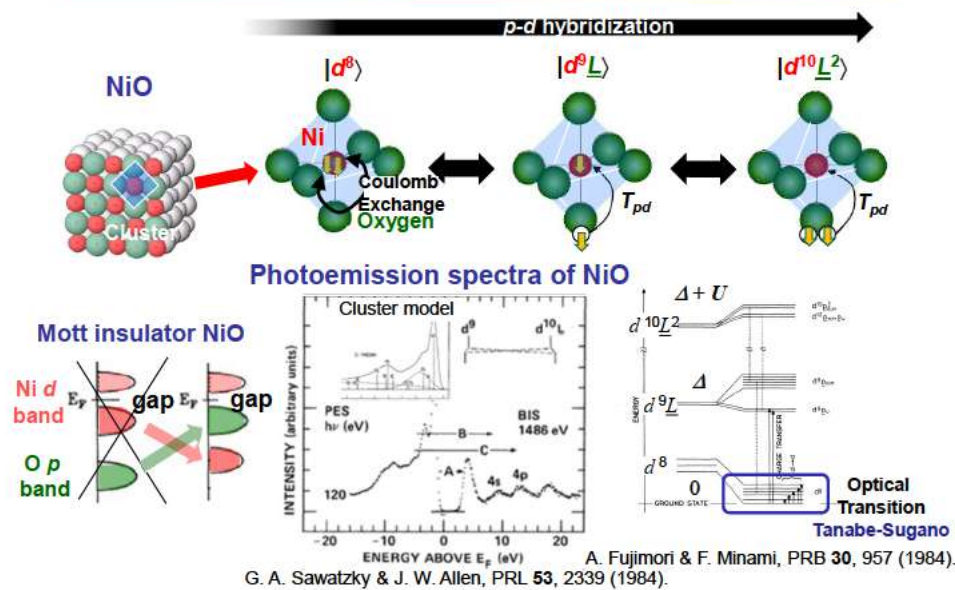 p-d hybridization
|d⁸⟩
|d⁹L⟩
|d¹⁰L²⟩
NiO
Ni
Cluster
Coulomb
Exchange
Oxygen
Tpd
Tpd
Photoemission spectra of NiO
Mott insulator NiO
Ni d
band
O p
band
EF
gap
EF
gap
Cluster model
d⁹
d¹⁰L
INTENSITY (arbitrary units)
PES
hν (eV)
BIS
1486 eV
B
C
A
4s
4p
120
−20
−10
0
10
20
ENERGY ABOVE EF (eV)
Δ + U
d¹⁰L²
Δ
d⁹L
d⁸
0
ENERGY
GROUND STATE
CHARGE TRANSFER
Optical
Transition
Tanabe-Sugano
A. Fujimori & F. Minami, PRB 30, 957 (1984).
G. A. Sawatzky & J. W. Allen, PRL 53, 2339 (1984).